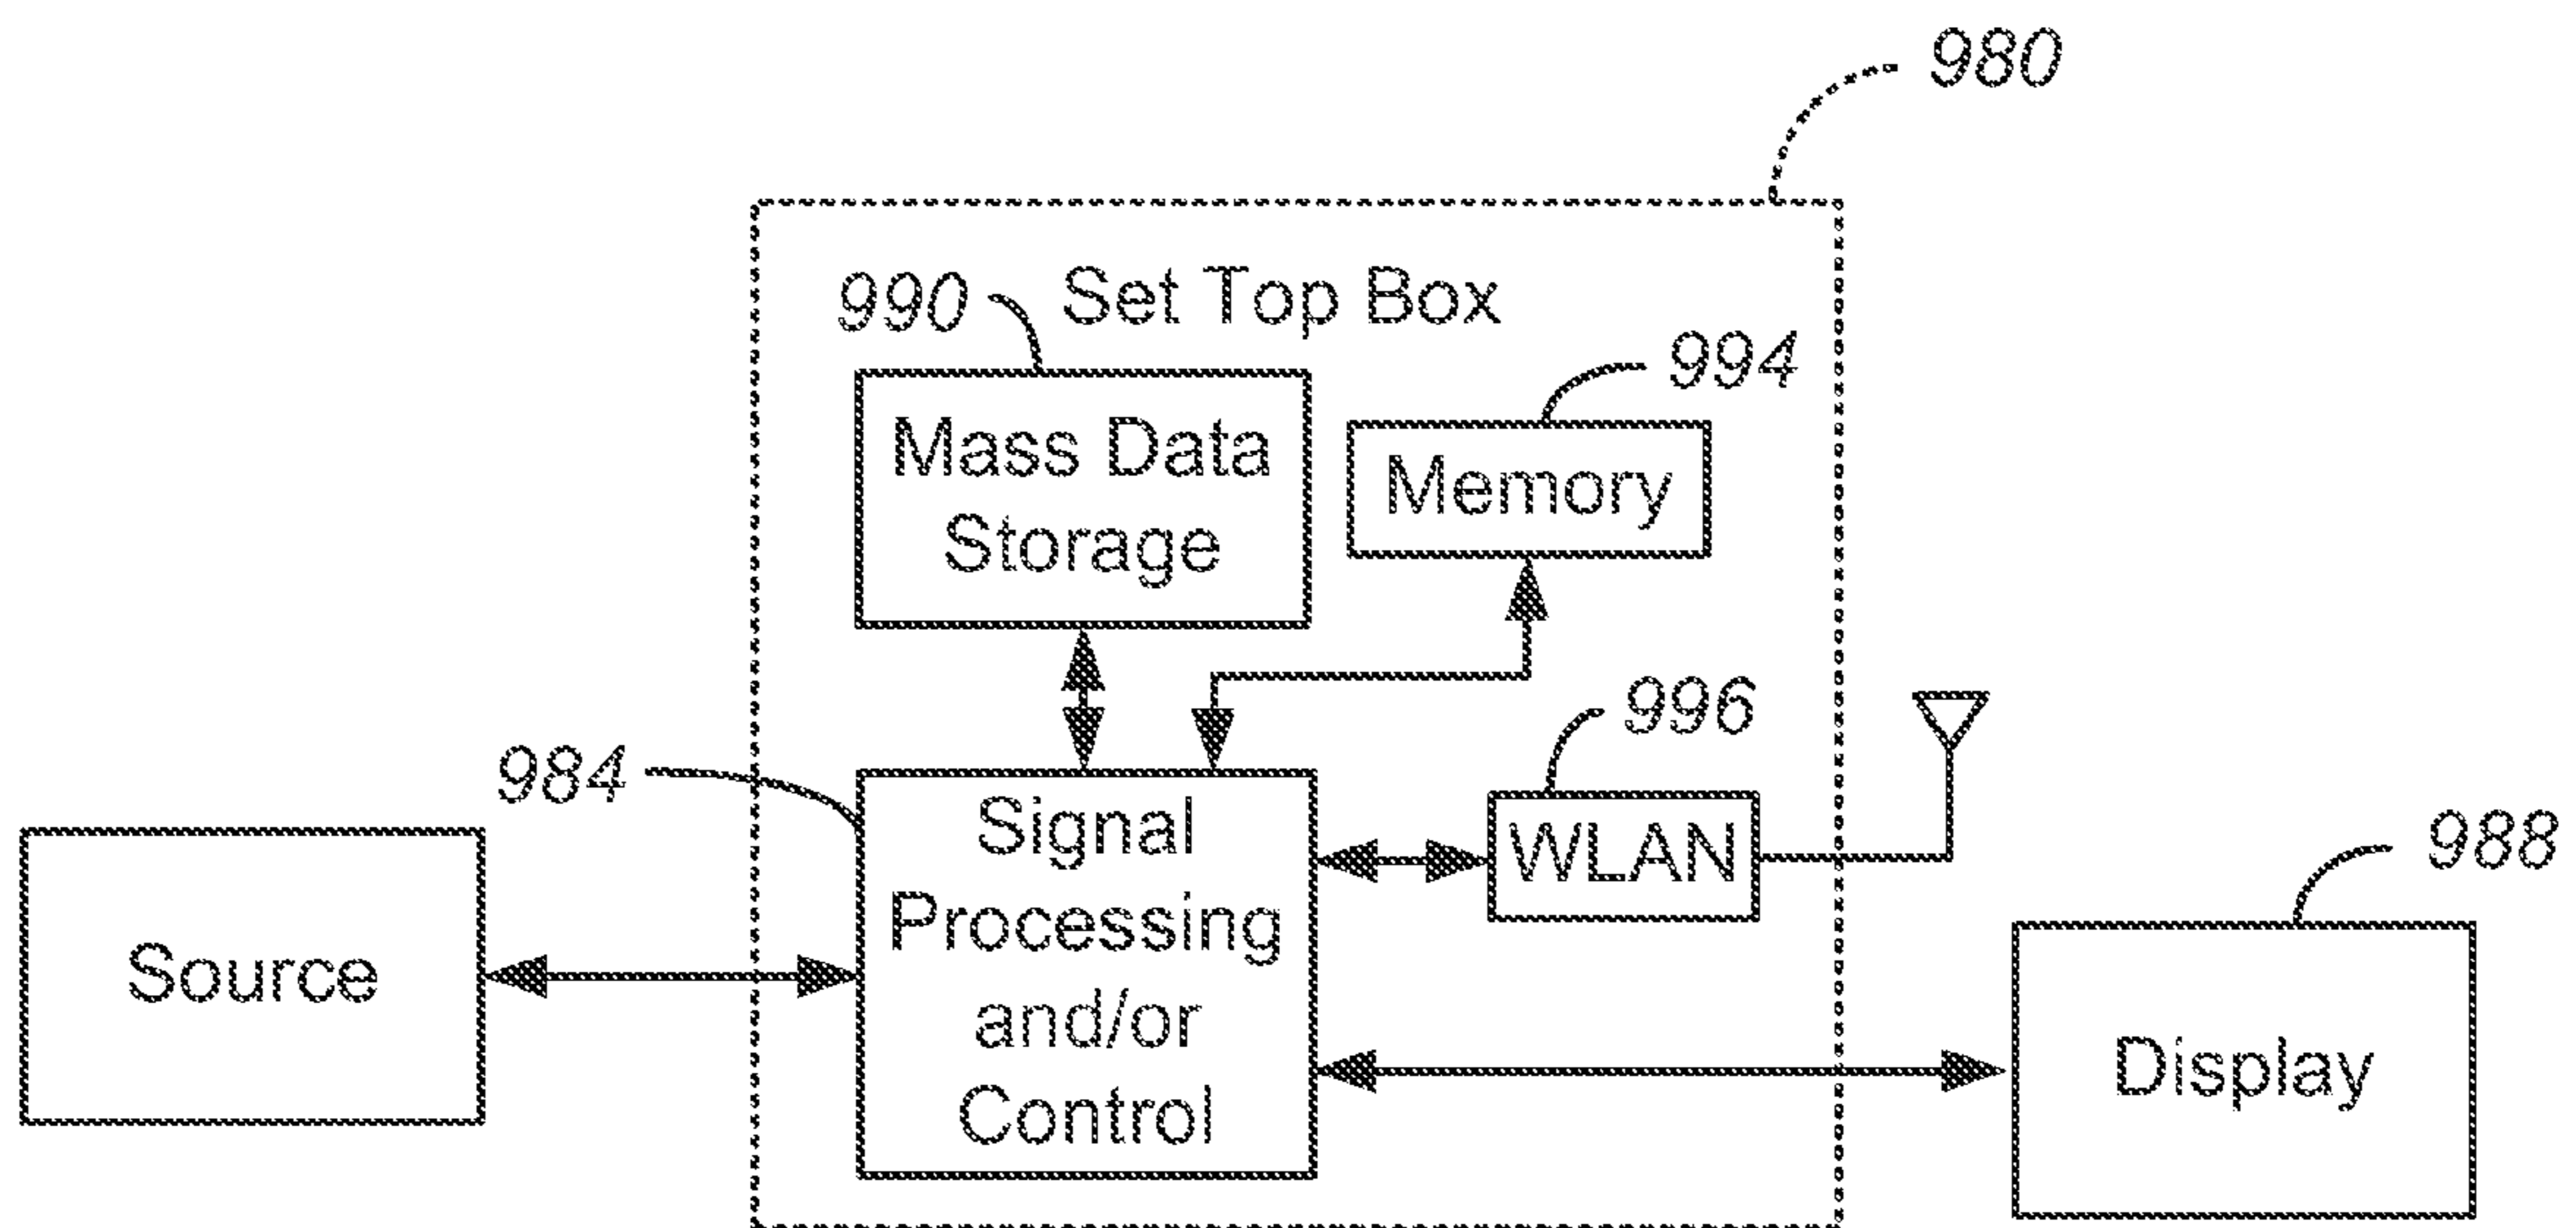 980
990
Set Top Box
994
Mass Data
Storage
Memory
996
984
Signal
Processing
and/or
Control
WLAN
988
Source
Display